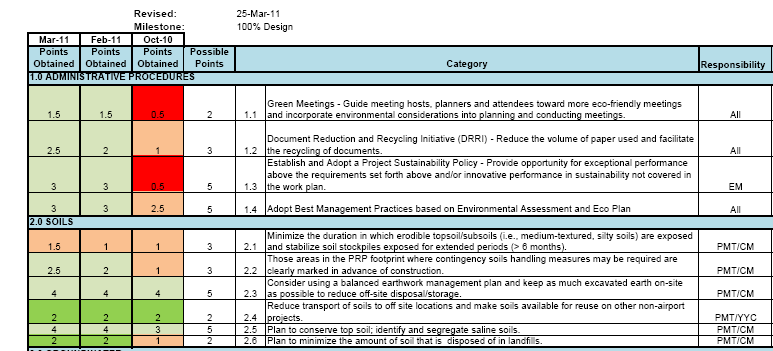 Revised: 25-Mar-11
Milestone: 100% Design
Mar-11 Feb-11 Oct-10
Points Obtained Points Obtained Points Obtained Possible Points Category Responsibility
1.0 ADMINISTRATIVE PROCEDURES
1.5 1.5 0.5 2 1.1 Green Meetings - Guide meeting hosts, planners and attendees toward more eco-friendly meetings
and incorporate environmental considerations into planning and conducting meetings. All
2.5 2 1 3 1.2 Document Reduction and Recycling Initiative (DRRI) - Reduce the volume of paper used and facilitate
the recycling of documents. All
3 3 0.5 5 1.3 Establish and Adopt a Project Sustainability Policy - Provide opportunity for exceptional performance
above the requirements set forth above and/or innovative performance in sustainability not covered in
the work plan. EM
3 3 2.5 5 1.4 Adopt Best Management Practices based on Environmental Assessment and Eco Plan All
2.0 SOILS
1.5 1 1 3 2.1 Minimize the duration in which erodible topsoil/subsoils (i.e., medium-textured, silty soils) are exposed
and stabilize soil stockpiles exposed for extended periods (> 6 months). PMT/CM
2.5 2 1 3 2.2 Those areas in the PRP footprint where contingency soils handling measures may be required are
clearly marked in advance of construction. PMT/CM
4 4 4 5 2.3 Consider using a balanced earthwork management plan and keep as much excavated earth on-site
as possible to reduce off-site disposal/storage. PMT/CM
2 2 2 2 2.4 Reduce transport of soils to off site locations and make soils available for reuse on other non-airport
projects. PMT/YYC
4 4 3 5 2.5 Plan to conserve top soil; identify and segregate saline soils. PMT/CM
2 2 1 2 2.6 Plan to minimize the amount of soil that is disposed of in landfills. PMT/CM